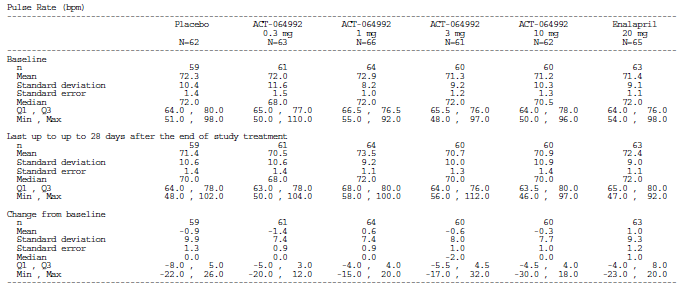 Pulse Rate (bpm)
Placebo ACT-064992 ACT-064992 ACT-064992 ACT-064992 Enalapril
0.3 mg 1 mg 3 mg 10 mg 20 mg
N=62 N=63 N=66 N=61 N=62 N=65
Baseline
n 59 61 64 60 60 63
Mean 72.3 72.0 72.9 71.3 71.2 71.4
Standard deviation 10.4 11.6 8.2 9.2 10.3 9.1
Standard error 1.4 1.5 1.0 1.2 1.3 1.1
Median 72.0 68.0 72.0 72.0 70.5 72.0
Q1 , Q3 64.0 , 80.0 65.0 , 77.0 66.5 , 76.5 65.5 , 76.0 64.0 , 78.0 64.0 , 76.0
Min , Max 51.0 , 98.0 50.0 , 110.0 55.0 , 92.0 48.0 , 97.0 50.0 , 96.0 54.0 , 98.0
Last up to up to 28 days after the end of study treatment
n 59 61 64 60 60 63
Mean 71.4 70.5 73.5 70.7 70.9 72.4
Standard deviation 10.6 10.6 9.2 10.0 10.9 9.0
Standard error 1.4 1.4 1.1 1.3 1.4 1.1
Median 70.0 68.0 72.0 70.0 70.0 72.0
Q1 , Q3 64.0 , 78.0 63.0 , 78.0 68.0 , 80.0 64.0 , 76.0 63.5 , 80.0 65.0 , 80.0
Min , Max 48.0 , 102.0 50.0 , 104.0 58.0 , 100.0 56.0 , 112.0 46.0 , 97.0 47.0 , 92.0
Change from baseline
n 59 61 64 60 60 63
Mean -0.9 -1.4 0.6 -0.6 -0.3 1.0
Standard deviation 9.9 7.4 7.4 8.0 7.7 9.3
Standard error 1.3 0.9 0.9 1.0 1.0 1.2
Median 0.0 0.0 0.0 -2.0 0.0 1.0
Q1 , Q3 -8.0 , 5.0 -5.0 , 3.0 -4.0 , 4.0 -5.5 , 4.5 -4.5 , 4.0 -4.0 , 8.0
Min , Max -22.0 , 26.0 -20.0 , 12.0 -15.0 , 20.0 -17.0 , 32.0 -30.0 , 18.0 -23.0 , 20.0